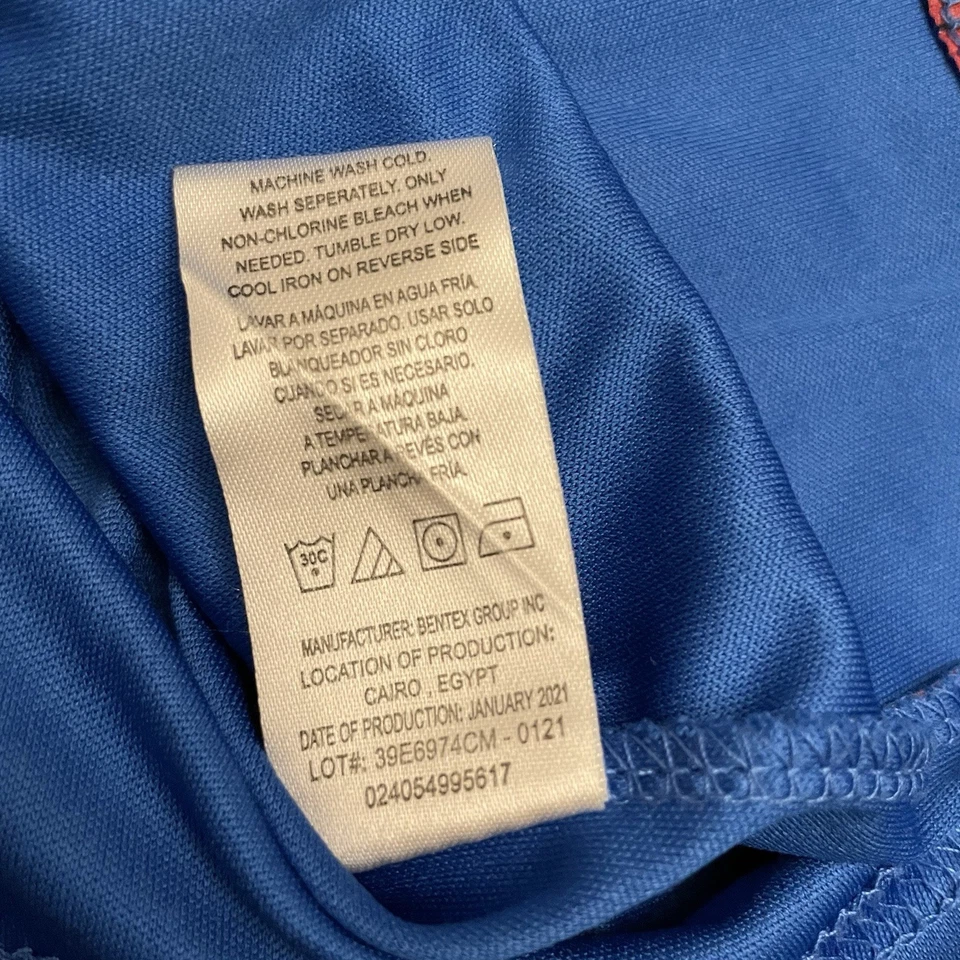 MACHINE WASH COLD.
WASH SEPERATELY. ONLY
NON-CHLORINE BLEACH WHEN
NEEDED. TUMBLE DRY LOW.
COOL IRON ON REVERSE SIDE
LAVAR A MÁQUINA EN AGUA FRÍA.
LAVAR POR SEPARADO. USAR SOLO
BLANQUEADOR SIN CLORO
CUANDO SI ES NECESARIO.
SECAR A MÁQUINA
A TEMPERATURA BAJA.
PLANCHAR A REVÉS CON
UNA PLANCHA FRÍA.
30C
MANUFACTURER: BENTEX GROUP INC
LOCATION OF PRODUCTION:
CAIRO , EGYPT
DATE OF PRODUCTION: JANUARY 2021
LOT#: 39E6974CM - 0121
024054995617